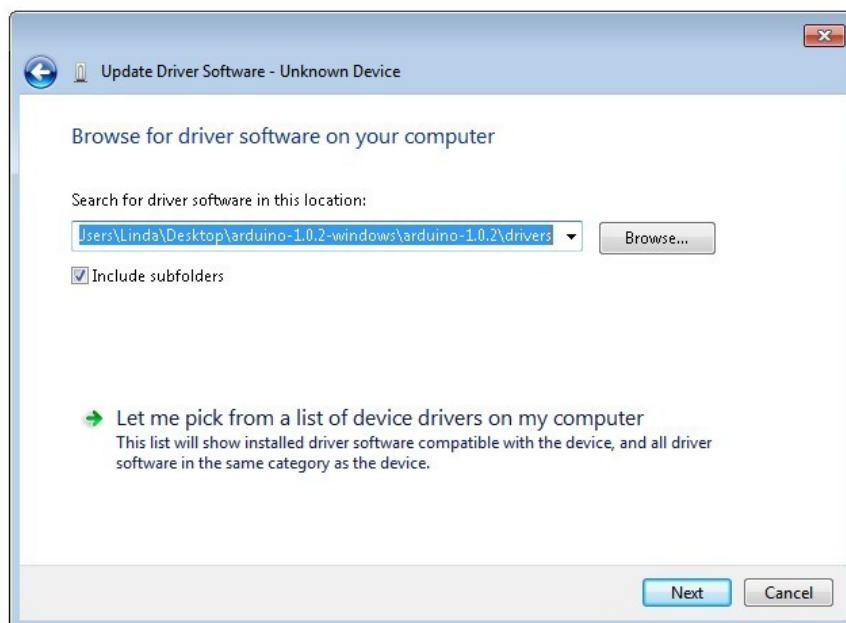 Update Driver Software - Unknown Device
Browse for driver software on your computer
Search for driver software in this location:
Jsers\Linda\Desktop\arduino-1.0.2-windows\arduino-1.0.2\drivers
Browse...
Include subfolders
Let me pick from a list of device drivers on my computer
This list will show installed driver software compatible with the device, and all driver
software in the same category as the device.
Next
Cancel